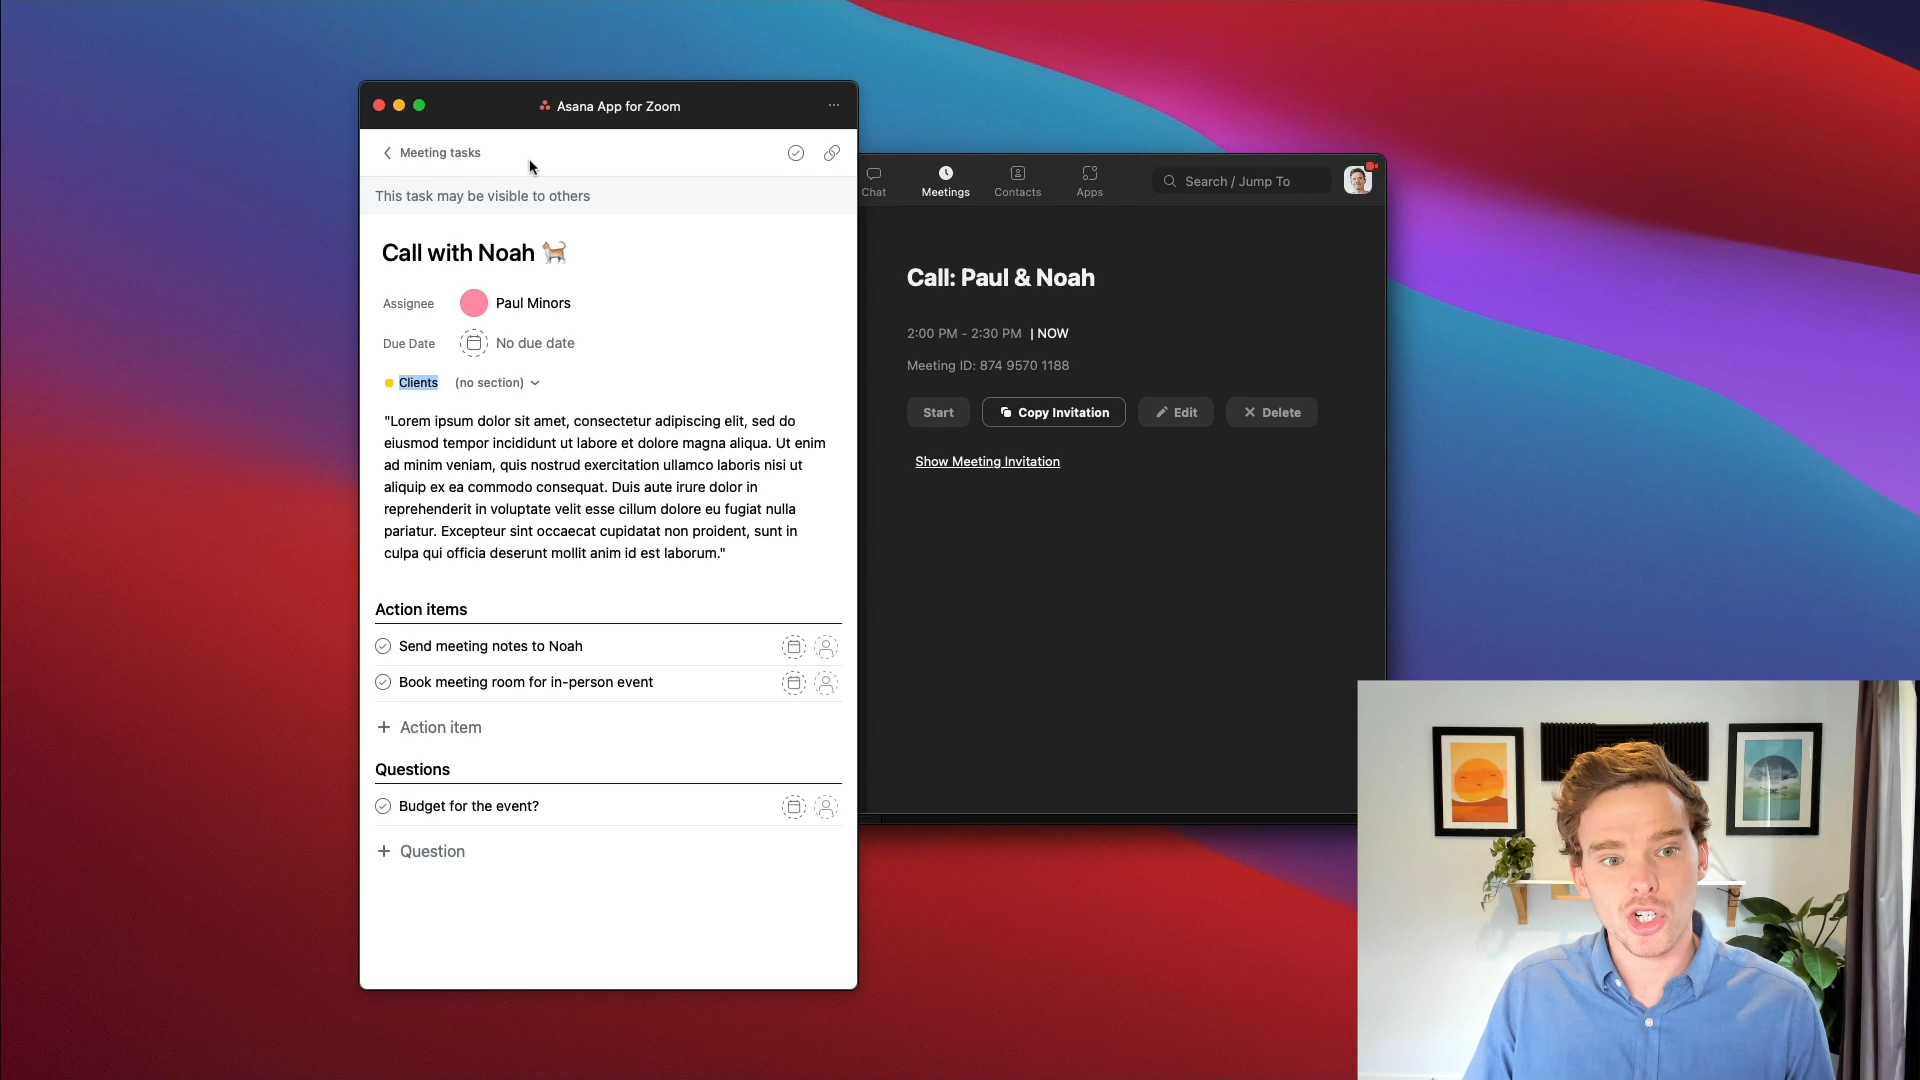 Asana App for Zoom
Meeting tasks
This task may be visible to others
Call with Noah
Assignee Paul Minors
Due Date No due date
Clients (no section)
"Lorem ipsum dolor sit amet, consectetur adipiscing elit, sed do
eiusmod tempor incididunt ut labore et dolore magna aliqua. Ut enim
ad minim veniam, quis nostrud exercitation ullamco laboris nisi ut
aliquip ex ea commodo consequat. Duis aute irure dolor in
reprehenderit in voluptate velit esse cillum dolore eu fugiat nulla
pariatur. Excepteur sint occaecat cupidatat non proident, sunt in
culpa qui officia deserunt mollit anim id est laborum."
Action items
Send meeting notes to Noah
Book meeting room for in-person event
+ Action item
Questions
Budget for the event?
+ Question
Chat Meetings Contacts Apps Search / Jump To
Call: Paul & Noah
2:00 PM - 2:30 PM | NOW
Meeting ID: 874 9570 1188
Start Copy Invitation Edit Delete
Show Meeting Invitation